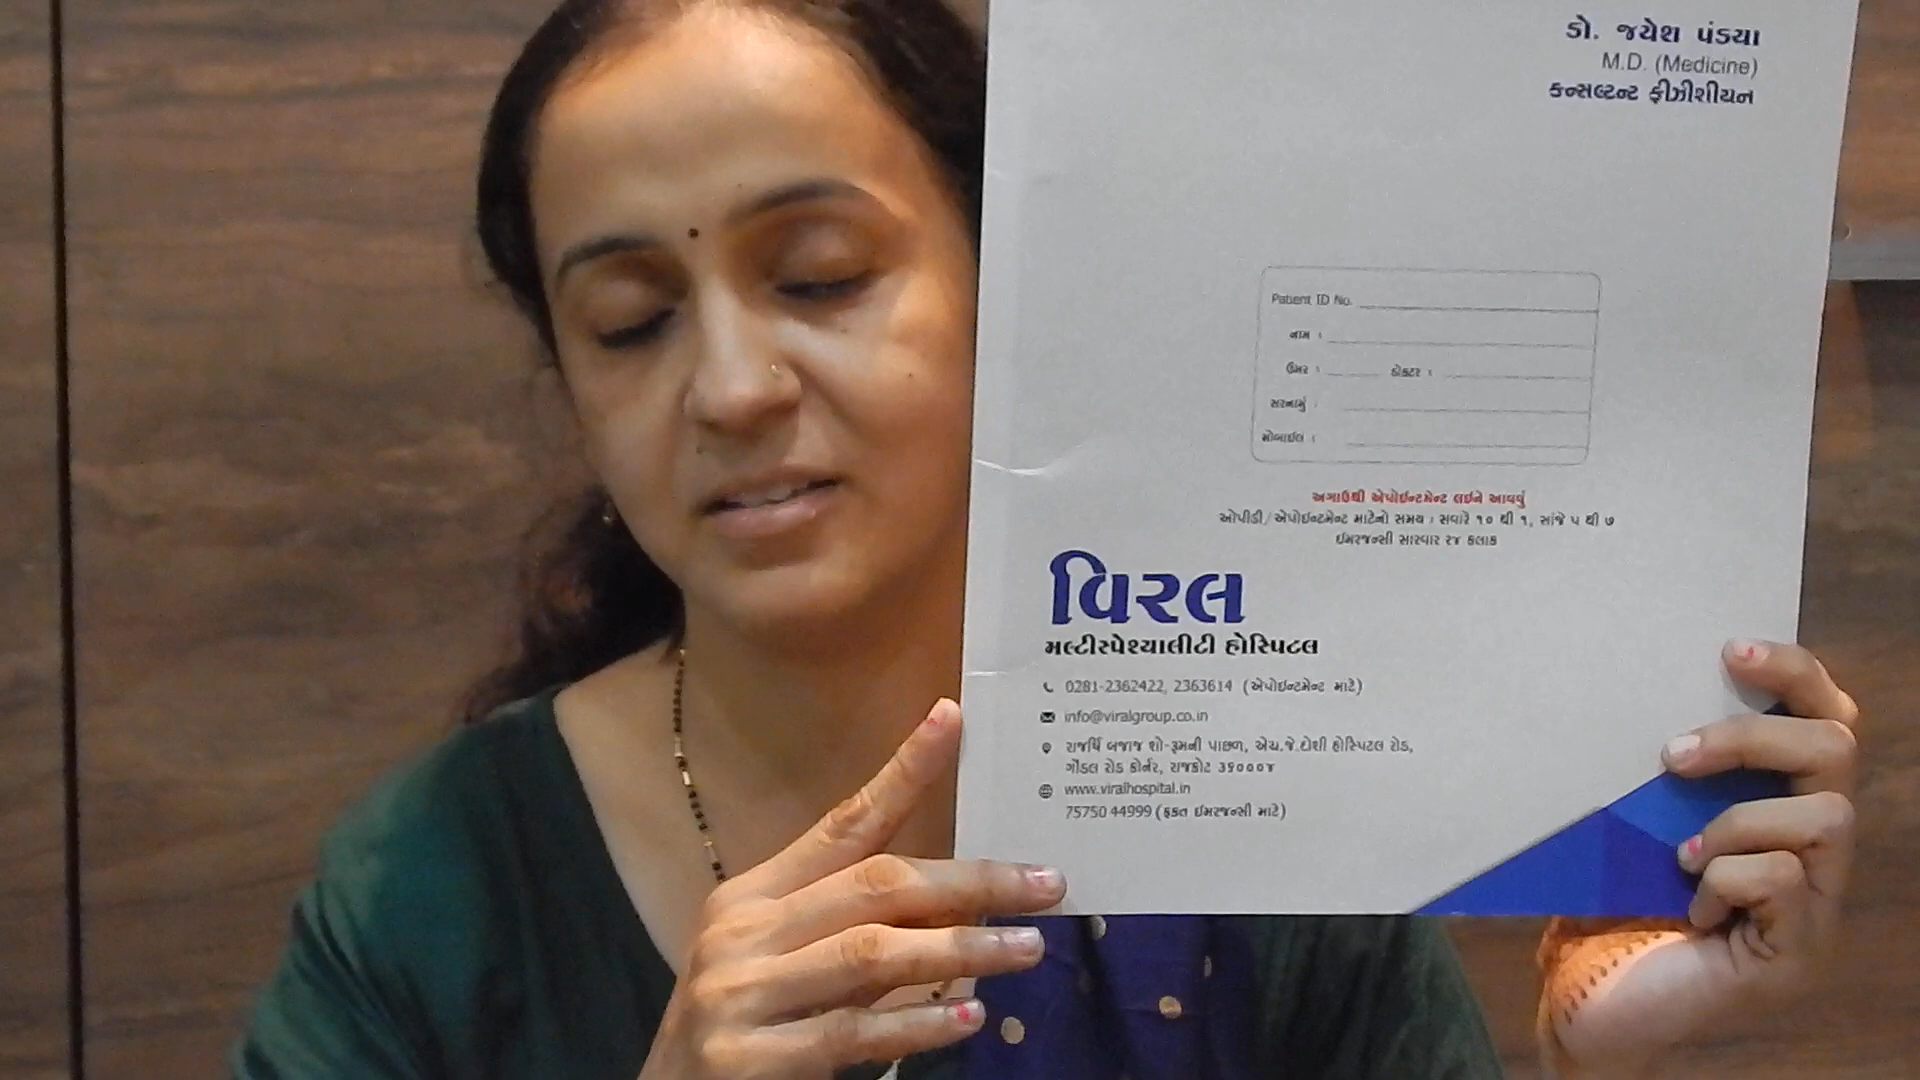 ડો. જયેશ પંડયા
M.D. (Medicine)
કન્સલ્ટન્ટ ફીઝીશીયન
Patient ID No.
નામ :
ઉંમર : ડોકટર :
સરનામું :
મોબાઈલ :
અગાઉથી એપોઈન્ટમેન્ટ લઈને આવવું
ઓપીડી/એપોઇન્ટમેન્ટ માટેનો સમય : સવારે ૧૦ થી ૧, સાંજે ૫ થી ૭
ઈમરજન્સી સારવાર ૨૪ કલાક
વિરલ
મલ્ટીસ્પેશ્યાલીટી હોસ્પિટલ
0281-2362422, 2363614 (એપોઇન્ટમેન્ટ માટે)
info@viralgroup.co.in
રાજર્ષિ બજાજ શો-રૂમની પાછળ, એચ.જે.દોશી હોસ્પિટલ રોડ,
ગોંડલ રોડ કોર્નર, રાજકોટ ૩૬૦૦૦૪
www.viralhospital.in
75750 44999 (ફક્ત ઈમરજન્સી માટે)